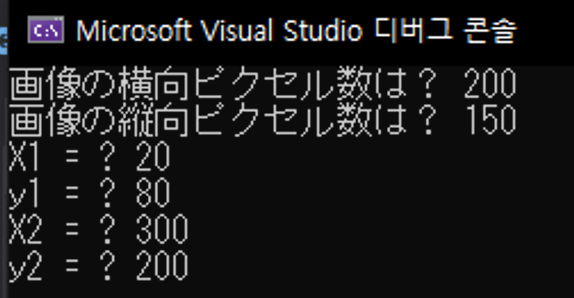 Microsoft Visual Studio 디버그 콘솔
画像の横向ピクセル数は? 200
画像の縦向ピクセル数は? 150
X1 = ? 20
y1 = ? 80
X2 = ? 300
y2 = ? 200